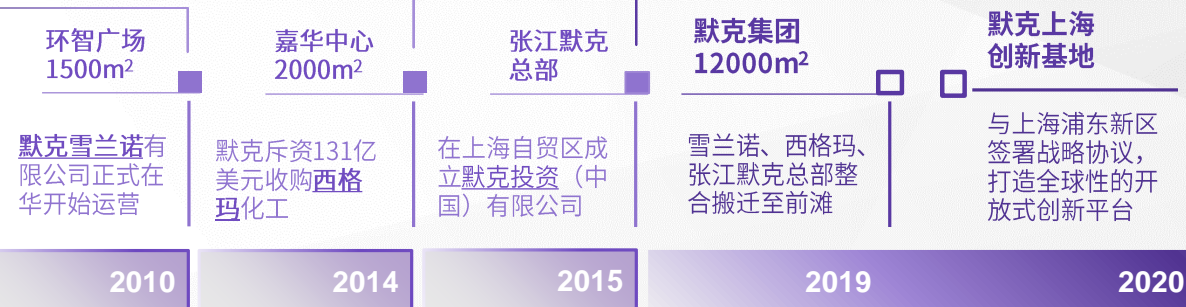 环智广场
1500m²
默克雪兰诺有
限公司正式在
华开始运营
2010
嘉华中心
2000m²
默克斥资131亿
美元收购西格
玛化工
2014
张江默克
总部
在上海自贸区成
立默克投资（中
国）有限公司
2015
默克集团
12000m²
雪兰诺、西格玛、
张江默克总部整
合搬迁至前滩
2019
默克上海
创新基地
与上海浦东新区
签署战略协议，
打造全球性的开
放式创新平台
2020